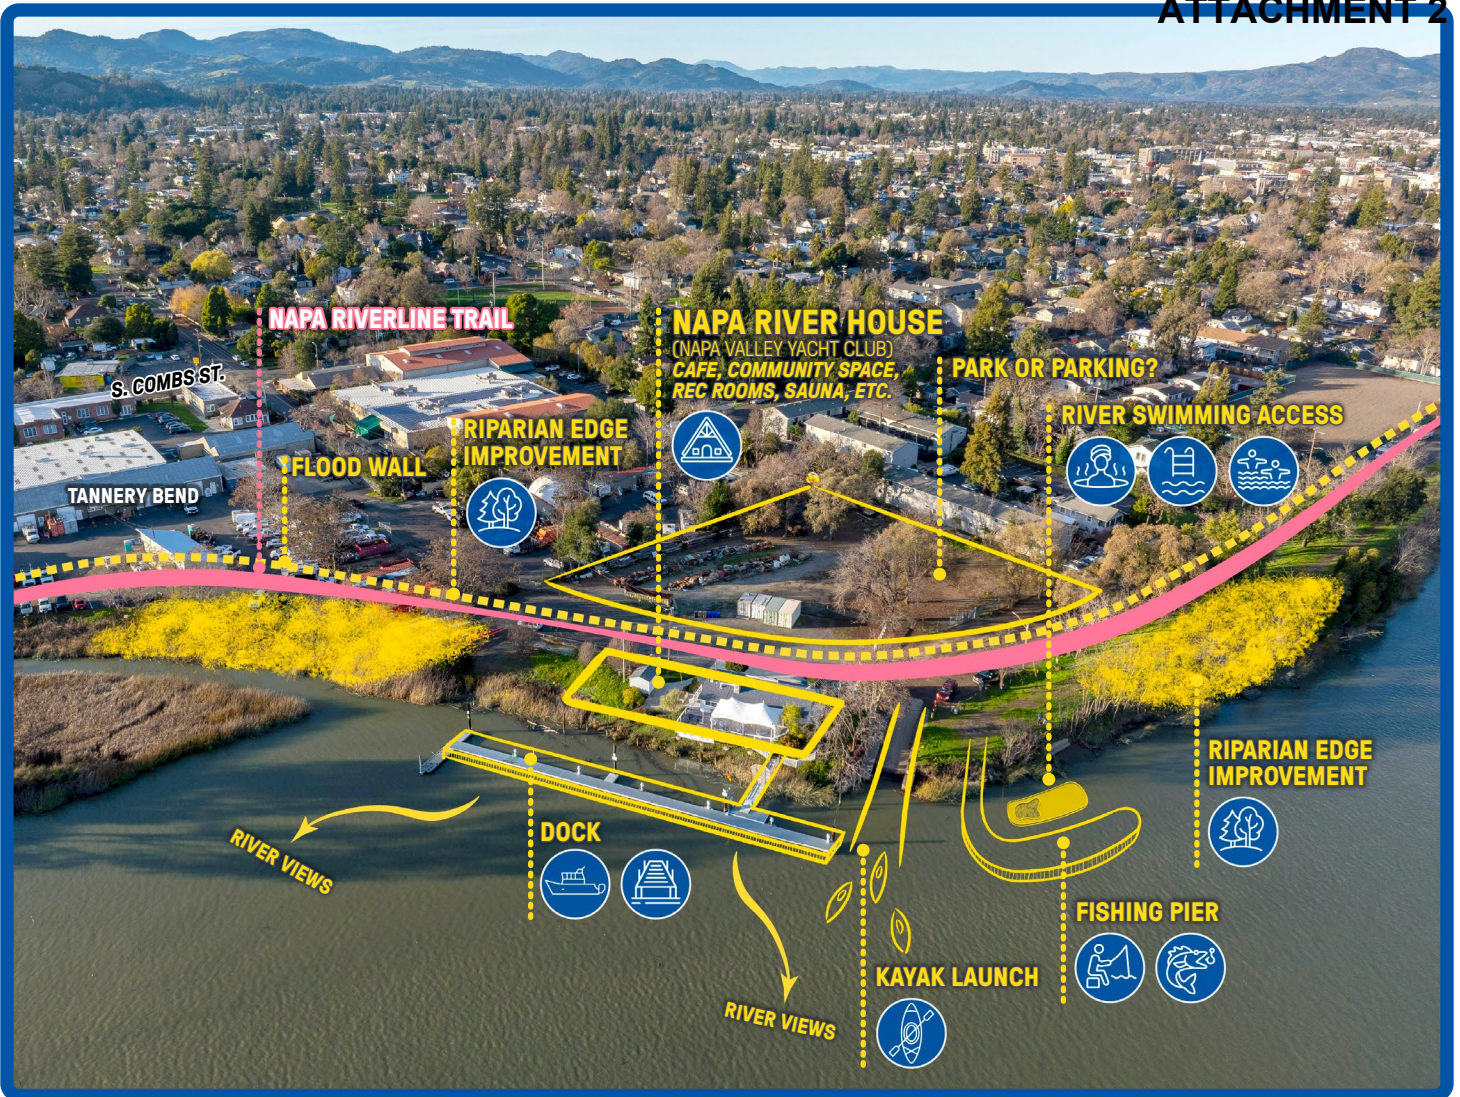 ATTACHMENT 2
NAPA RIVERLINE TRAIL
NAPA RIVER HOUSE
(NAPA VALLEY YACHT CLUB)
CAFE, COMMUNITY SPACE,
REC ROOMS, SAUNA, ETC.
PARK OR PARKING?
S. COMBS ST.
RIVER SWIMMING ACCESS
RIPARIAN EDGE
IMPROVEMENT
FLOOD WALL
TANNERY BEND
RIPARIAN EDGE
IMPROVEMENT
DOCK
RIVER VIEWS
FISHING PIER
KAYAK LAUNCH
RIVER VIEWS